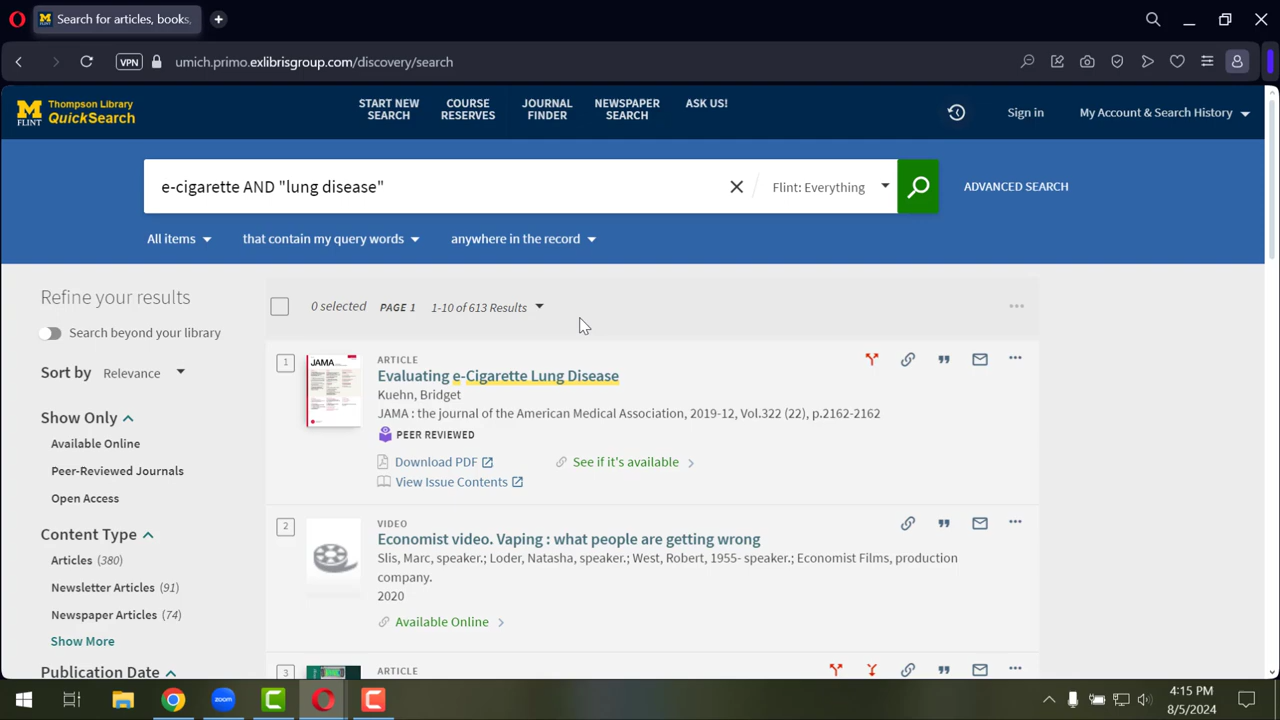 Search for articles, books,
VPN
umich.primo.exlibrisgroup.com/discovery/search
M FLINT Thompson Library QuickSearch
START NEW SEARCH
COURSE RESERVES
JOURNAL FINDER
NEWSPAPER SEARCH
ASK US!
Sign in
My Account & Search History
e-cigarette AND "lung disease"
Flint: Everything
ADVANCED SEARCH
All items
that contain my query words
anywhere in the record
Refine your results
Search beyond your library
Sort by Relevance
Show Only
Available Online
Peer-Reviewed Journals
Open Access
Content Type
Articles (380)
Newsletter Articles (91)
Newspaper Articles (74)
Show More
Publication Date
0 selected PAGE 1 1-10 of 613 Results
1
JAMA
ARTICLE
Evaluating e-Cigarette Lung Disease
Kuehn, Bridget
JAMA : the journal of the American Medical Association, 2019-12, Vol.322 (22), p.2162-2162
PEER REVIEWED
Download PDF
See if it's available
View Issue Contents
2
VIDEO
Economist video. Vaping : what people are getting wrong
Slis, Marc, speaker.; Loder, Natasha, speaker.; West, Robert, 1955- speaker.; Economist Films, production
company.
2020
Available Online
3
ARTICLE
zoom
4:15 PM
8/5/2024